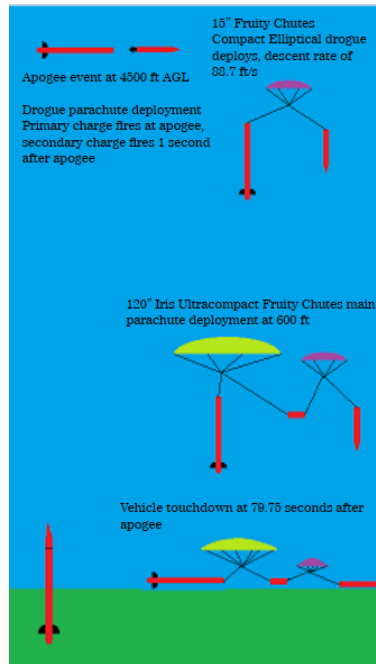 Apogee event at 4500 ft AGL
Drogue parachute deployment
Primary charge fires at apogee,
secondary charge fires 1 second
after apogee
15" Fruity Chutes
Compact Elliptical drogue
deploys, descent rate of
88.7 ft/s
120" Iris Ultracompact Fruity Chutes main
parachute deployment at 600 ft
Vehicle touchdown at 79.75 seconds after
apogee